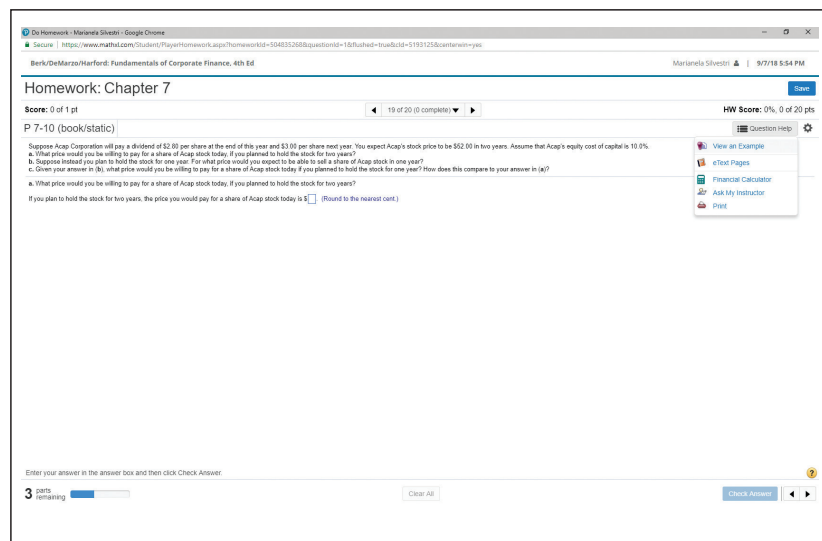 Do Homework - Marianela Silvestri - Google Chrome
Secure | https://www.mathxl.com/Student/PlayerHomework.aspx?homeworkId=504835268&questionId=1&flushed=true&cId=5193125&centerwin=yes
Berk/DeMarzo/Harford: Fundamentals of Corporate Finance, 4th Ed
Marianela Silvestri | 9/7/18 5:54 PM
Homework: Chapter 7
Save
Score: 0 of 1 pt
19 of 20 (0 complete)
HW Score: 0%, 0 of 20 pts
P 7-10 (book/static)
Question Help
Suppose Acap Corporation will pay a dividend of $2.80 per share at the end of this year and $3.00 per share next year. You expect Acap's stock price to be $52.00 in two years. Assume that Acap's equity cost of capital is 10.0%.
a. What price would you be willing to pay for a share of Acap stock today, if you planned to hold the stock for two years?
b. Suppose instead you plan to hold the stock for one year. For what price would you expect to be able to sell a share of Acap stock in one year?
c. Given your answer in (b), what price would you be willing to pay for a share of Acap stock today if you planned to hold the stock for one year? How does this compare to your answer in (a)?
View an Example
eText Pages
Financial Calculator
Ask My Instructor
Print
a. What price would you be willing to pay for a share of Acap stock today, if you planned to hold the stock for two years?
If you plan to hold the stock for two years, the price you would pay for a share of Acap stock today is $ . (Round to the nearest cent.)
Enter your answer in the answer box and then click Check Answer.
?
3 parts remaining
Clear All
Check Answer